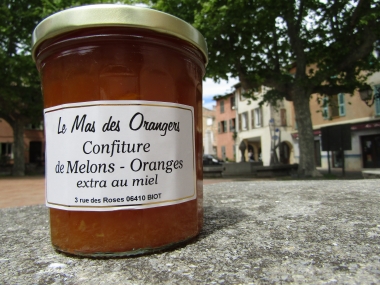 Le Mas des Orangers
Confiture
de Melons - Oranges
extra au miel
3 rue des Roses 06410 BIOT